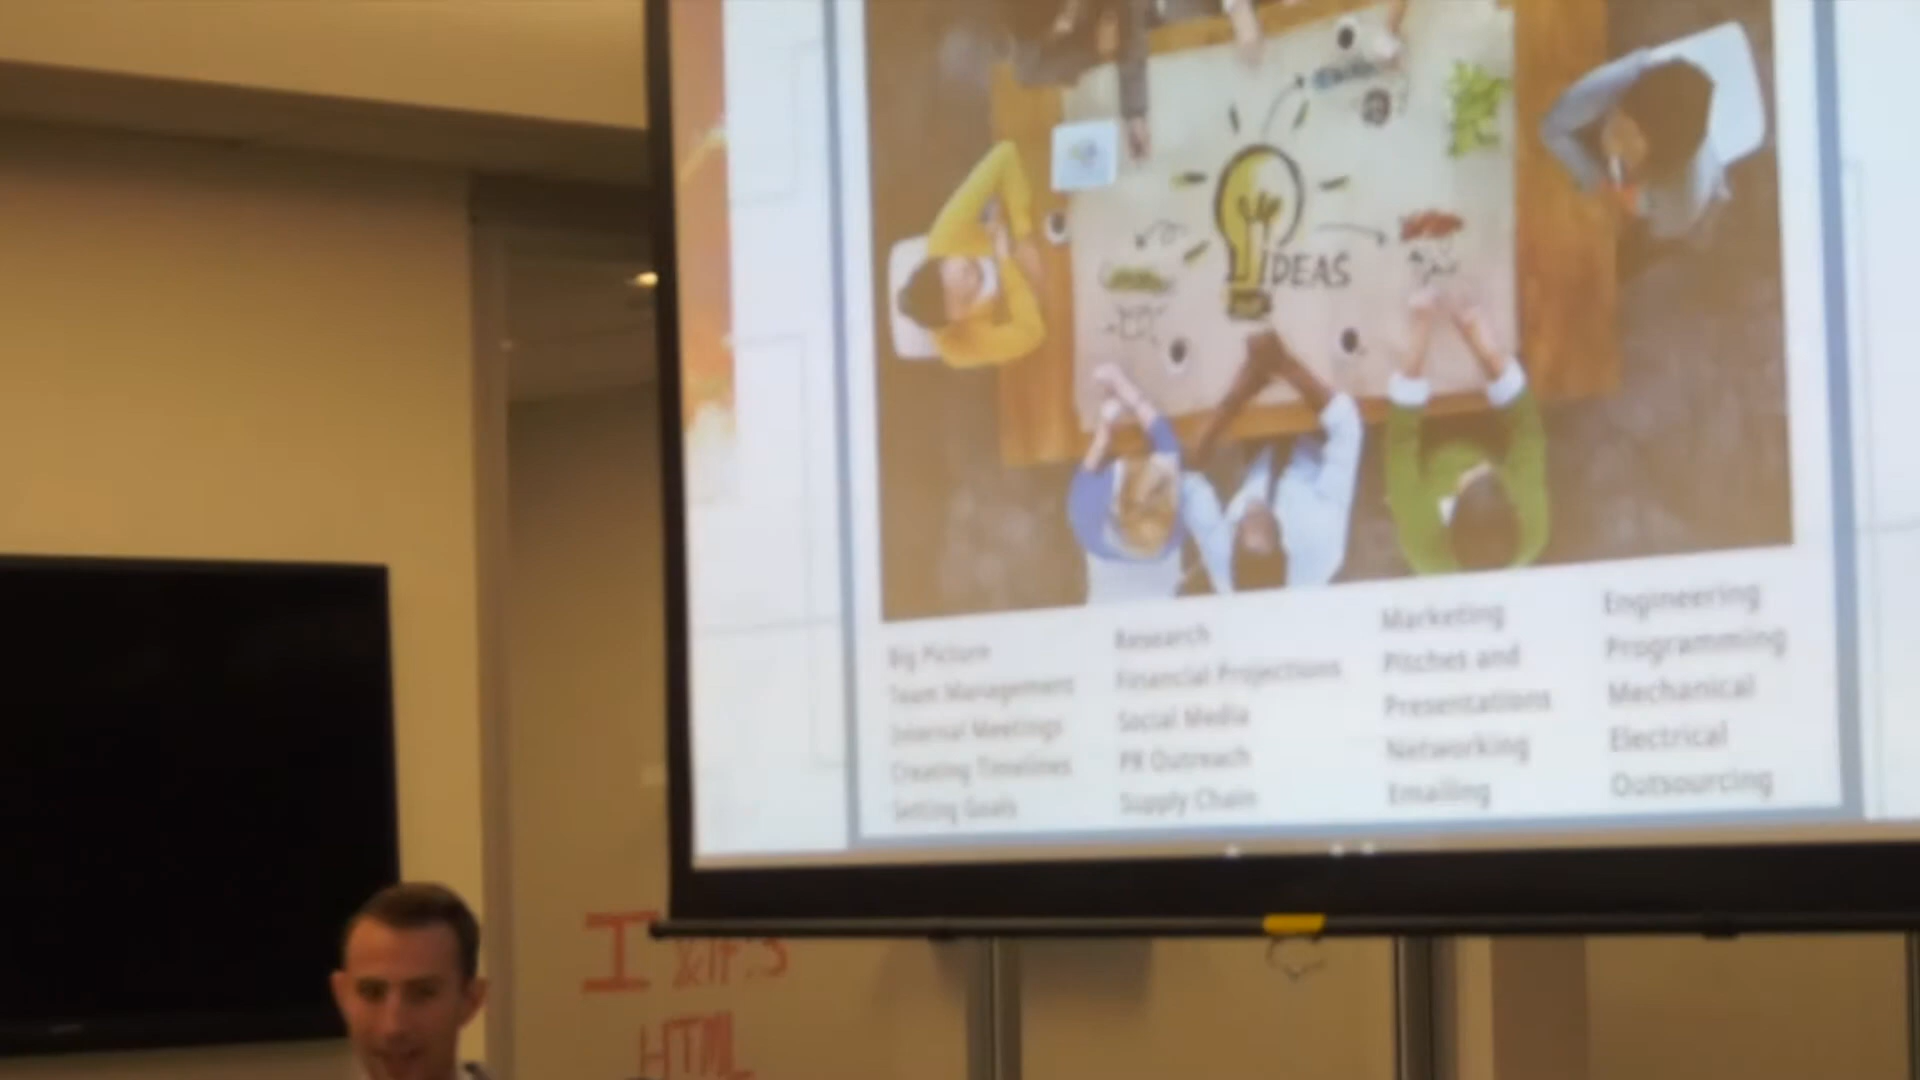 IDEAS
Big Picture
Team Management
Internal Meetings
Creating Timelines
Setting Goals
Research
Financial Projections
Social Media
PR Outreach
Supply Chain
Marketing
Pitches and
Presentations
Networking
Emailing
Engineering
Programming
Mechanical
Electrical
Outsourcing
I
HTML